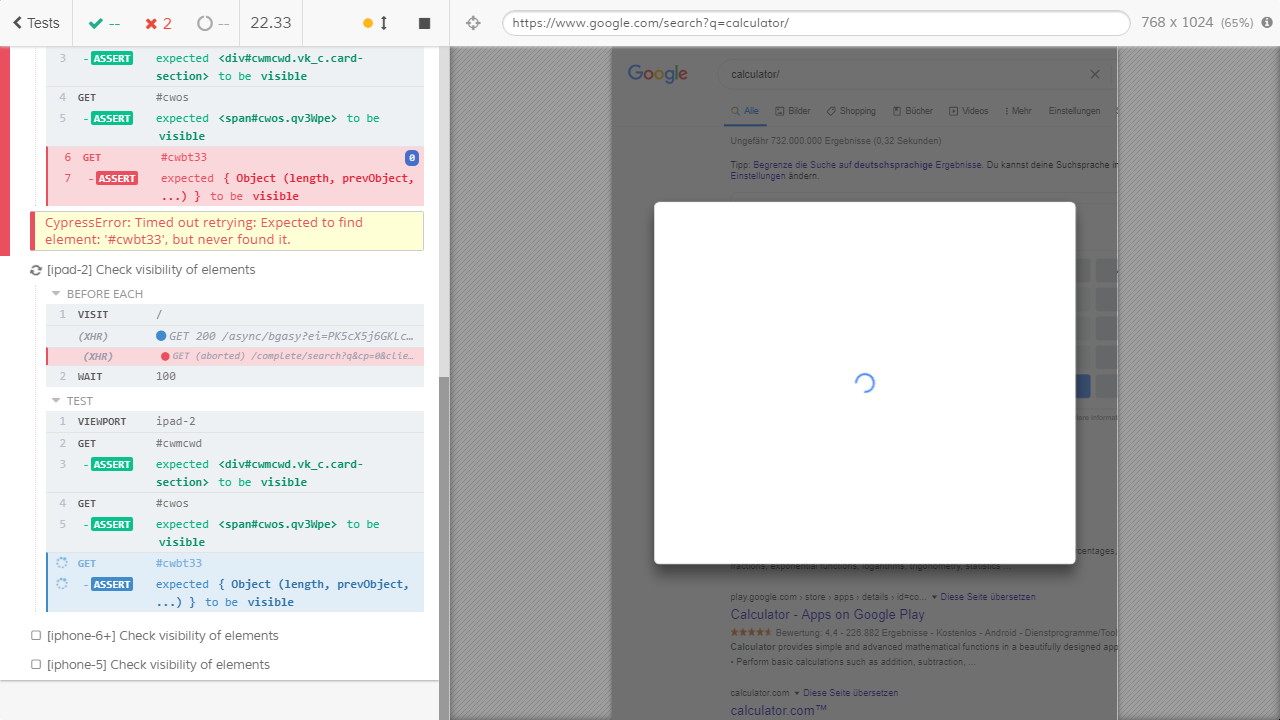 Tests
--
2
--
22.33
https://www.google.com/search?q=calculator/
768 x 1024 (65%)
3 -ASSERT expected <div#cwmcwd.vk_c.card-
section> to be visible
4 GET #cwos
5 -ASSERT expected <span#cwos.qv3Wpe> to be
visible
6 GET #cwbt33 0
7 -ASSERT expected { Object (length, prevObject,
...) } to be visible
CypressError: Timed out retrying: Expected to find
element: '#cwbt33', but never found it.
[ipad-2] Check visibility of elements
BEFORE EACH
1 VISIT /
(XHR) GET 200 /async/bgasy?ei=PK5cX5j6GKLc…
(XHR) GET (aborted) /complete/search?q&cp=0&clie…
2 WAIT 100
TEST
1 VIEWPORT ipad-2
2 GET #cwmcwd
3 -ASSERT expected <div#cwmcwd.vk_c.card-
section> to be visible
4 GET #cwos
5 -ASSERT expected <span#cwos.qv3Wpe> to be
visible
GET #cwbt33
-ASSERT expected { Object (length, prevObject,
...) } to be visible
[iphone-6+] Check visibility of elements
[iphone-5] Check visibility of elements
Google
calculator/
Alle Bilder Shopping Bücher Videos Mehr Einstellungen
Ungefähr 732.000.000 Ergebnisse (0,32 Sekunden)
Tipp: Begrenze die Suche auf deutschsprachige Ergebnisse. Du kannst deine Suchsprache in
Einstellungen ändern.
fractions, exponential functions, logarithms, trigonometry, statistics ...
play.google.com › store › apps › details › id=co... Diese Seite übersetzen
Calculator - Apps on Google Play
Bewertung: 4,4 - 226.882 Ergebnisse - Kostenlos - Android - Dienstprogramme/Tool
Calculator provides simple and advanced mathematical functions in a beautifully designed app
• Perform basic calculations such as addition, subtraction, ...
calculator.com Diese Seite übersetzen
calculator.com™